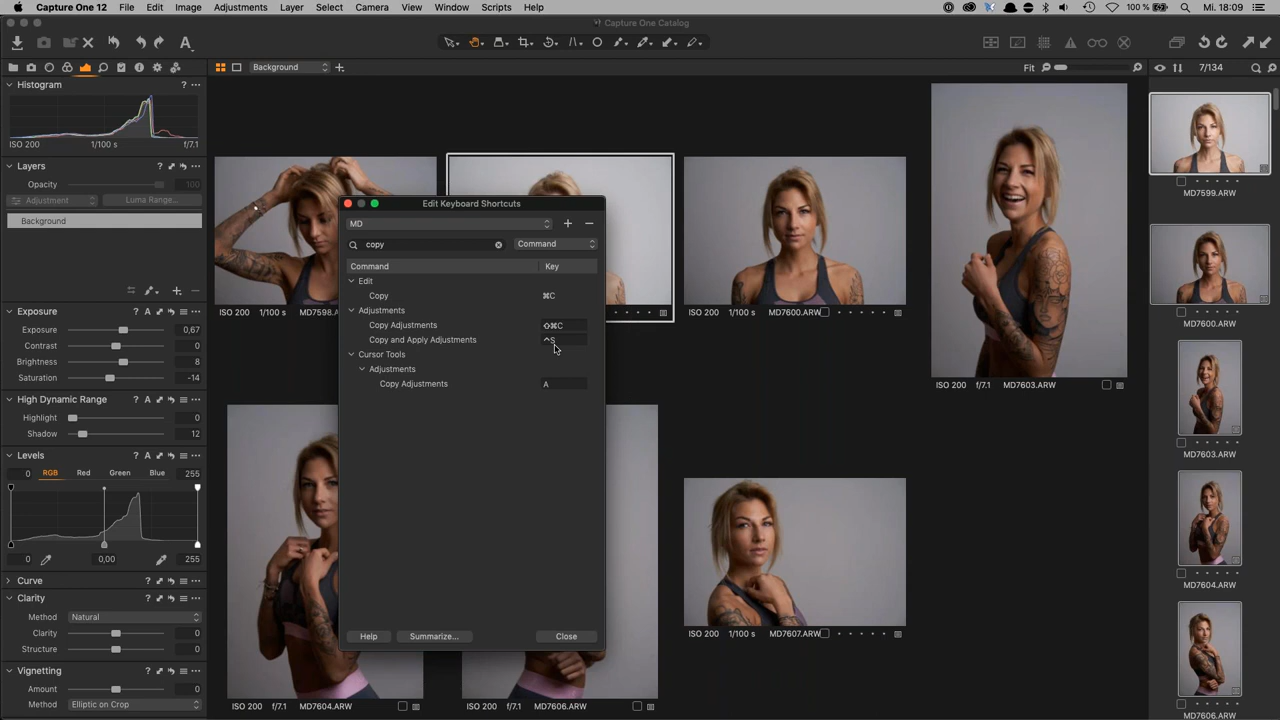 Capture One 12 File Edit Image Adjustments Layer Select Camera View Window Scripts Help 100 % Mi. 18:09
Capture One Catalog
Background
Fit
7/134
Histogram
ISO 200 1/100 s f/7.1
Layers
Opacity 100
Adjustment Luma Range...
Background
Exposure
Exposure 0,67
Contrast 0
Brightness 8
Saturation -14
High Dynamic Range
Highlight 0
Shadow 12
Levels
0 RGB Red Green Blue 255
0 0,00 255
Curve
Clarity
Method Natural
Clarity 0
Structure 0
Vignetting
Amount 0
Method Elliptic on Crop
Edit Keyboard Shortcuts
MD
copy
Command
Command Key
Edit
Copy ⌘C
Adjustments
Copy Adjustments ⇧⌘C
Copy and Apply Adjustments ^S
Cursor Tools
Adjustments
Copy Adjustments A
Help Summarize... Close
ISO 200 1/100 s MD7598.ARW
ISO 200 1/100 s MD7600.ARW
ISO 200 f/7.1 MD7603.ARW
ISO 200 f/7.1 MD7604.ARW
ISO 200 f/7.1 MD7606.ARW
ISO 200 1/100 s MD7607.ARW
MD7599.ARW
MD7600.ARW
MD7603.ARW
MD7604.ARW
MD7606.ARW